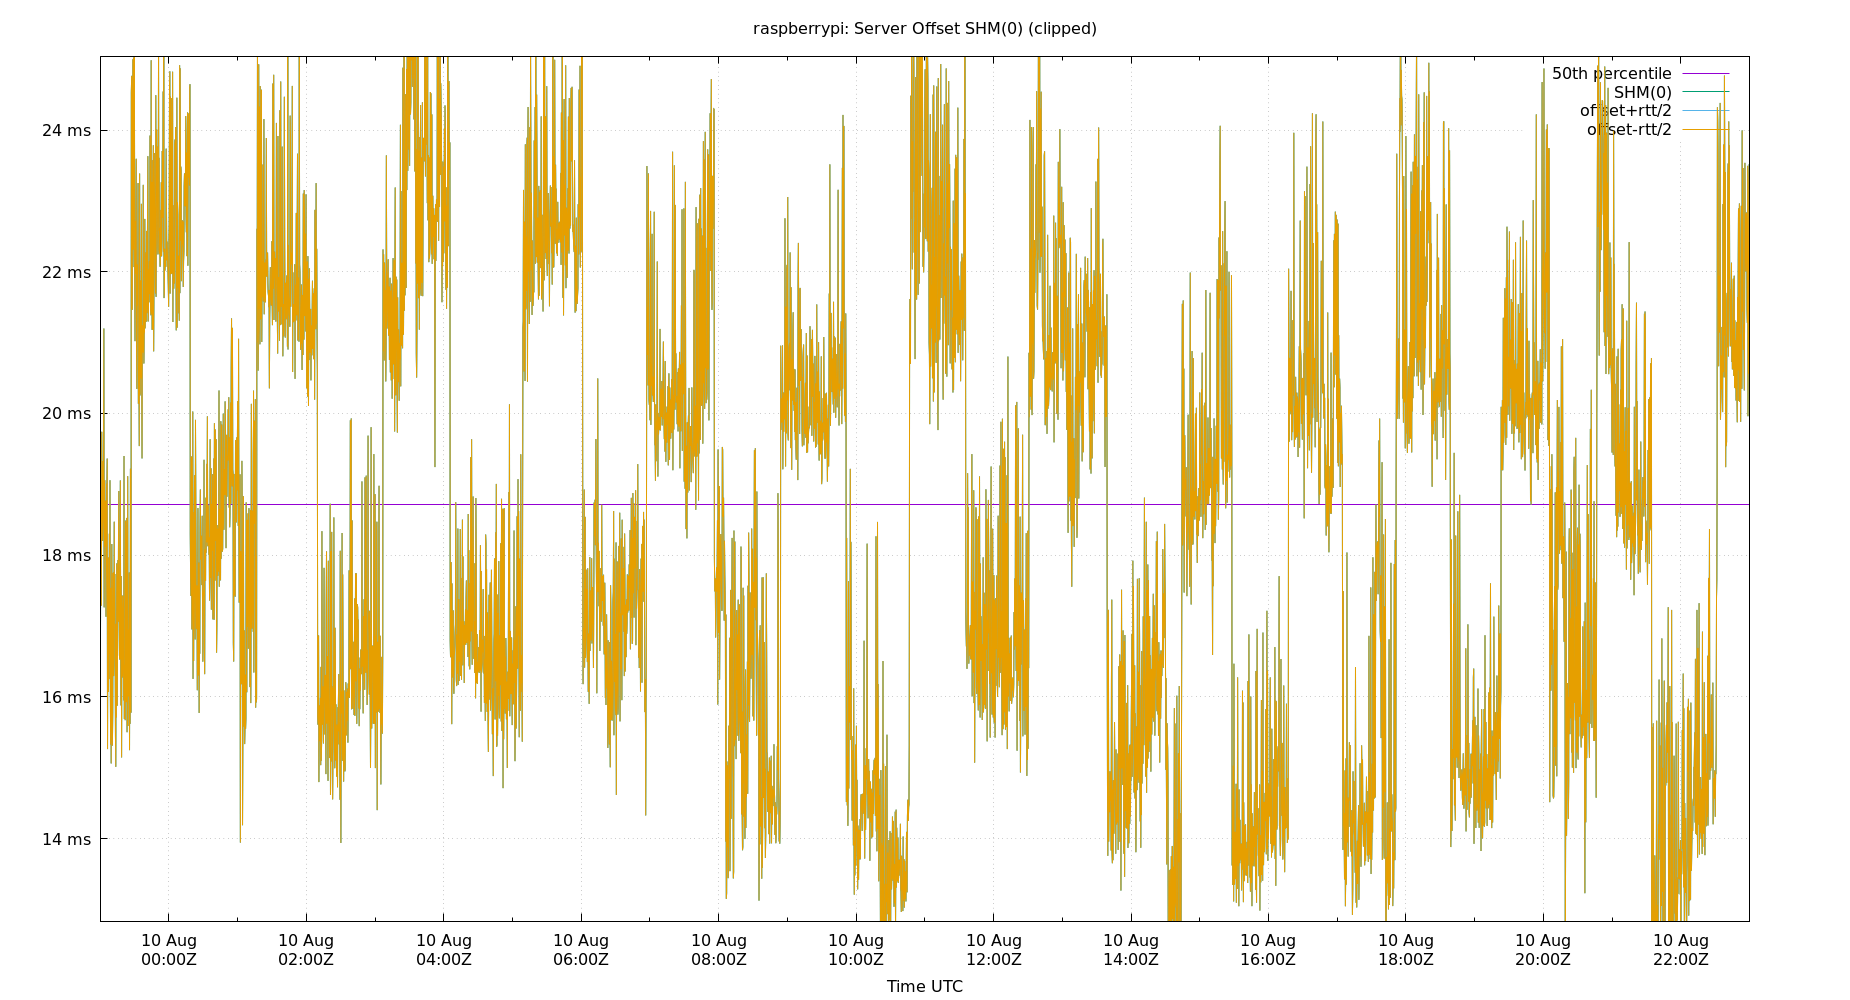 raspberrypi: Server Offset SHM(0) (clipped)
50th percentile
SHM(0)
offset+rtt/2
offset-rtt/2
24 ms
22 ms
20 ms
18 ms
16 ms
14 ms
10 Aug 10 Aug 10 Aug 10 Aug 10 Aug 10 Aug 10 Aug 10 Aug 10 Aug 10 Aug 10 Aug 10 Aug
00:00Z 02:00Z 04:00Z 06:00Z 08:00Z 10:00Z 12:00Z 14:00Z 16:00Z 18:00Z 20:00Z 22:00Z
Time UTC